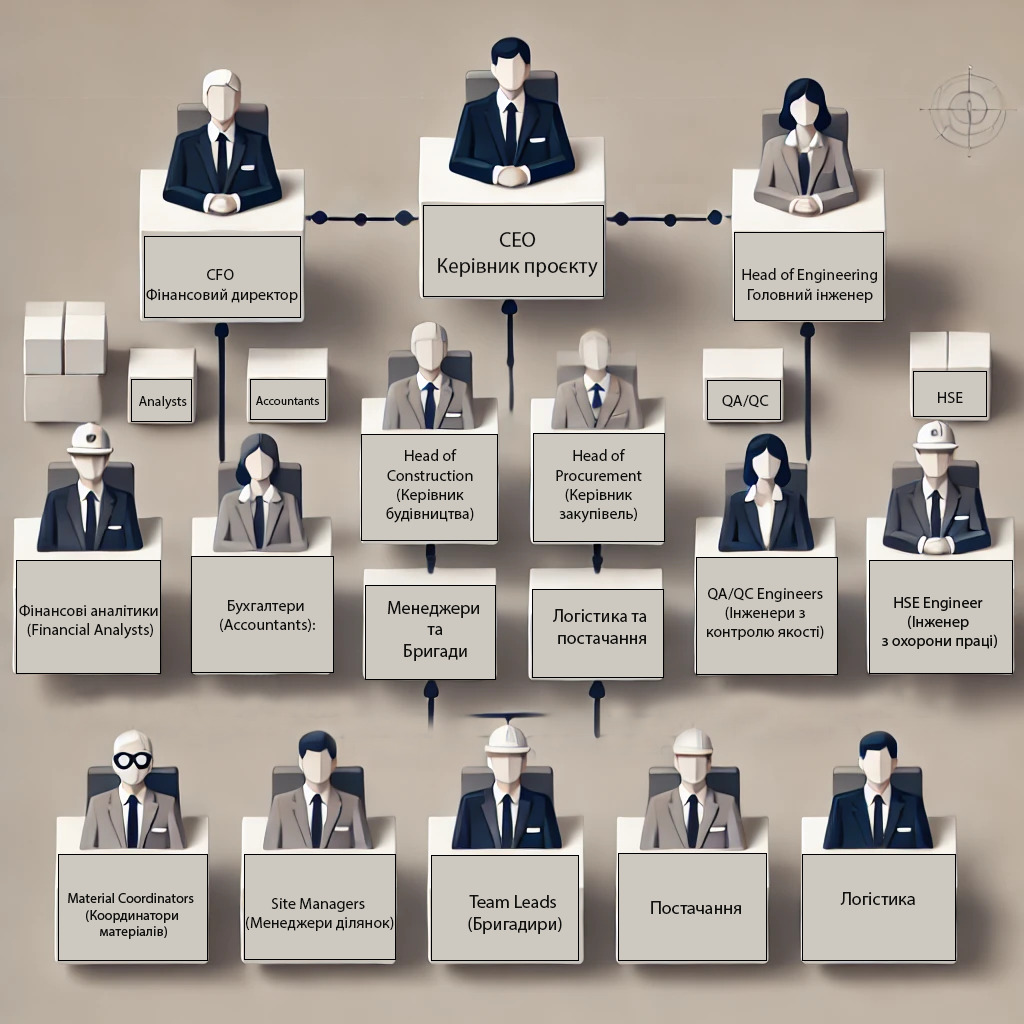 CEO
Керівник проєкту
CFO
Фінансовий директор
Head of Engineering
Головний інженер
Analysts
Accountants
QA/QC
HSE
Head of
Construction
(Керівник
будівництва)
Head of
Procurement
(Керівник
закупівель)
Фінансові аналітики
(Financial Analysts)
Бухгалтери
(Accountants):
Менеджери
та
Бригади
Логістика та
постачання
QA/QC Engineers
(Інженери з
контролю якості)
HSE Engineer
(Інженер
з охорони праці)
Material Coordinators
(Координатори
матеріалів)
Site Managers
(Менеджери ділянок)
Team Leads
(Бригадири)
Постачання
Логістика